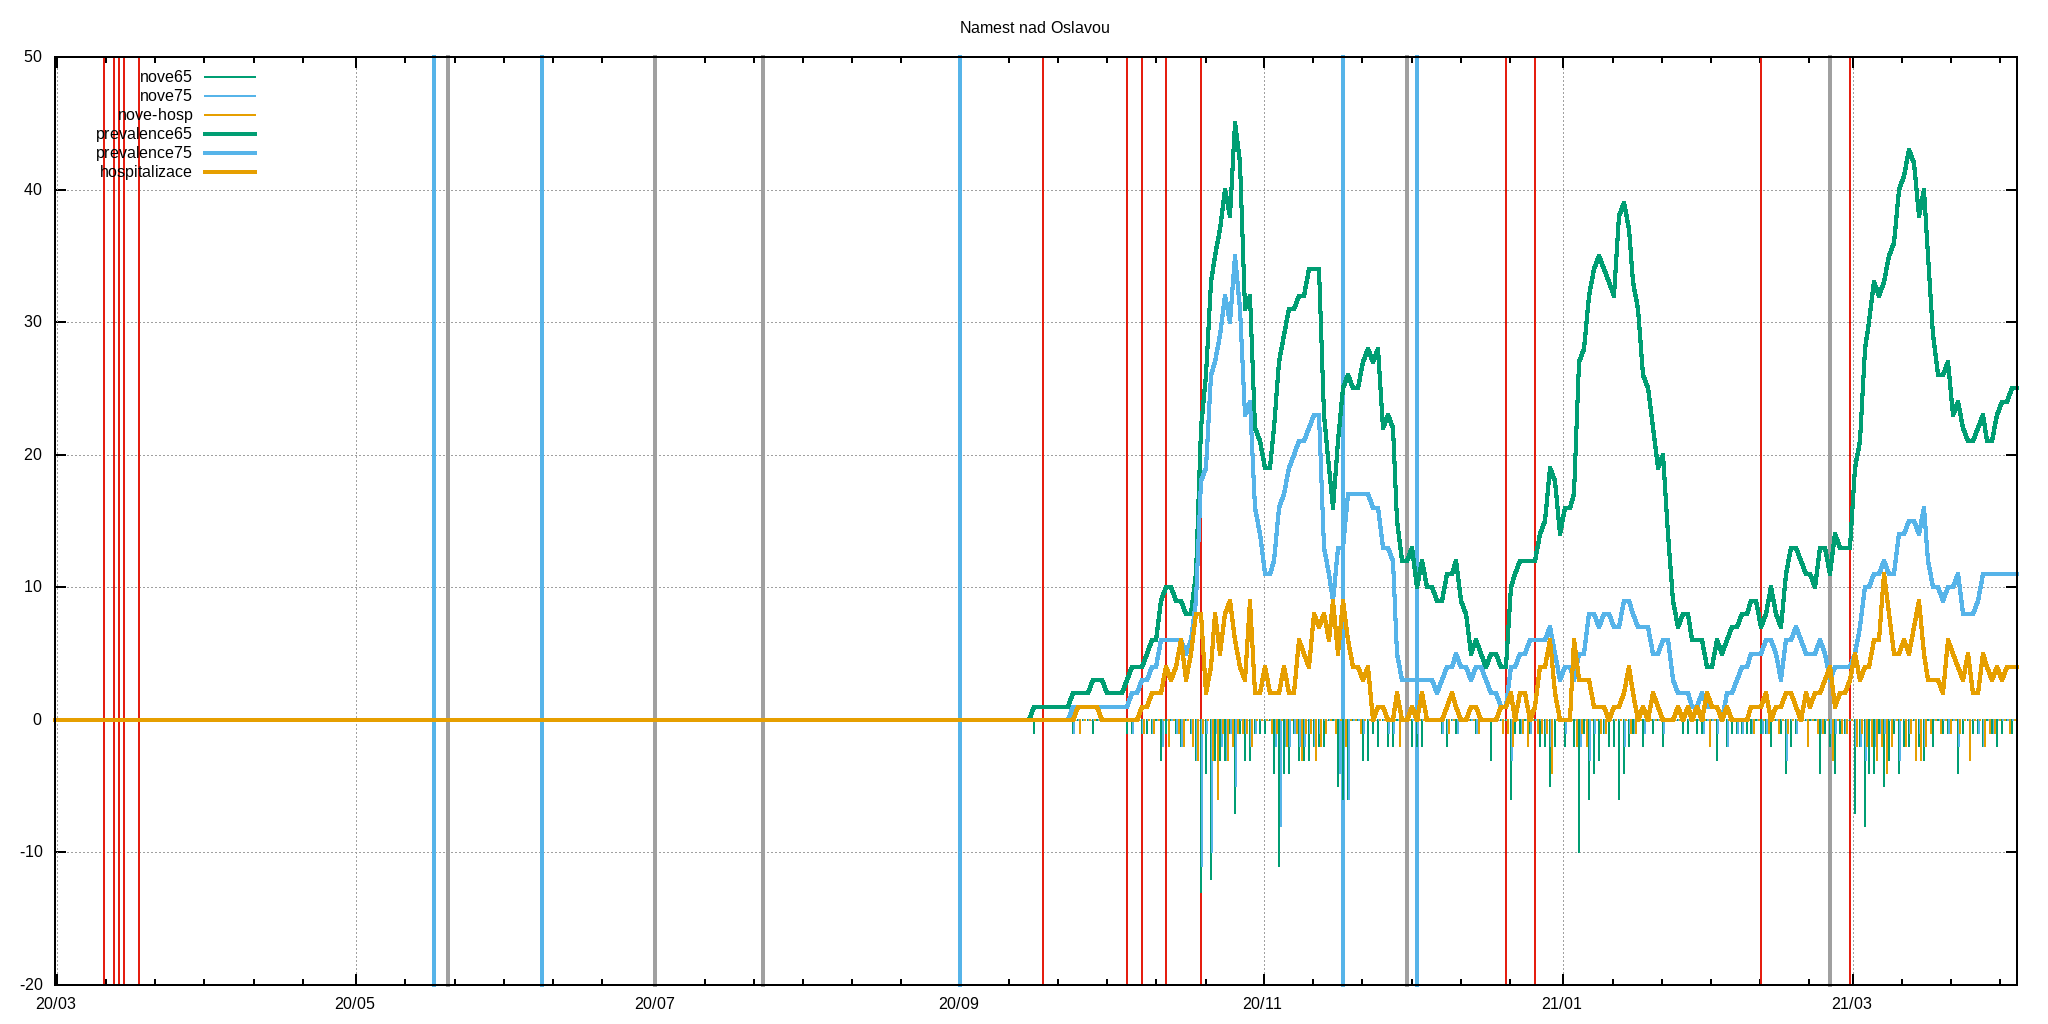 Namest nad Oslavou
50
40
30
20
10
0
-10
-20
nove65
nove75
nove-hosp
prevalence65
prevalence75
hospitalizace
20/03 20/05 20/07 20/09 20/11 21/01 21/03